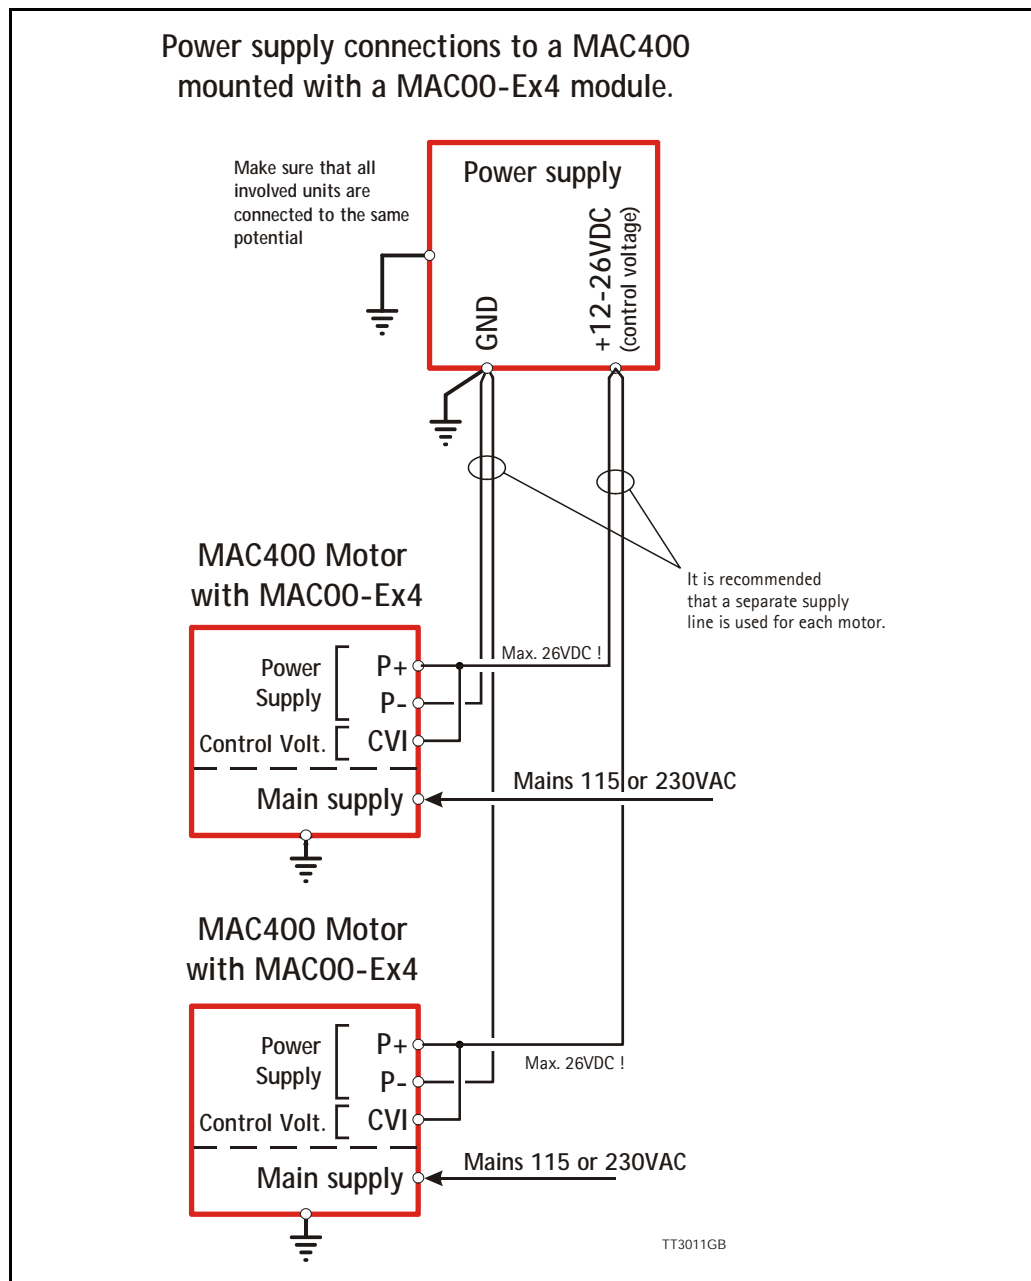 Power supply connections to a MAC400
mounted with a MAC00-Ex4 module.
Make sure that all
involved units are
connected to the same
potential
Power supply
GND
+12-26VDC
(control voltage)
It is recommended
that a separate supply
line is used for each motor.
MAC400 Motor
with MAC00-Ex4
Power
Supply
P+
P-
Control Volt.
CVI
Max. 26VDC !
Main supply
Mains 115 or 230VAC
MAC400 Motor
with MAC00-Ex4
Power
Supply
P+
P-
Control Volt.
CVI
Max. 26VDC !
Main supply
Mains 115 or 230VAC
TT3011GB